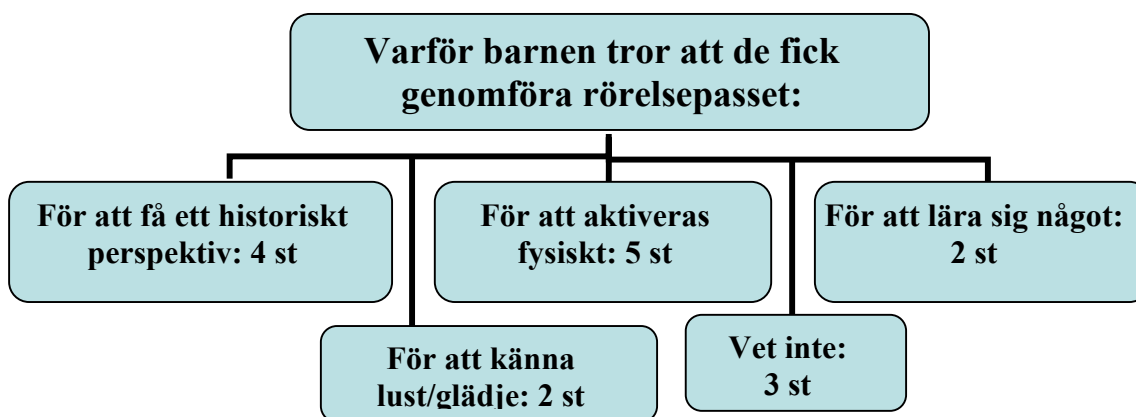 Varför barnen tror att de fick
genomföra rörelsepasset:
För att få ett historiskt
perspektiv: 4 st
För att aktiveras
fysiskt: 5 st
För att lära sig något:
2 st
För att känna
lust/glädje: 2 st
Vet inte:
3 st